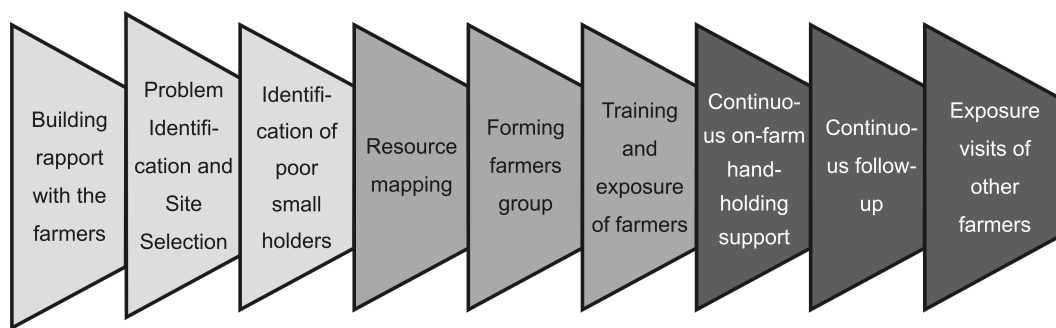 Building
rapport
with the
farmers
Problem
Identifi-
cation and
Site
Selection
Identifi-
cation of
poor
small
holders
Resource
mapping
Forming
farmers
group
Training
and
exposure
of farmers
Continuo-
us on-farm
hand-
holding
support
Continuo-
us follow-
up
Exposure
visits of
other
farmers